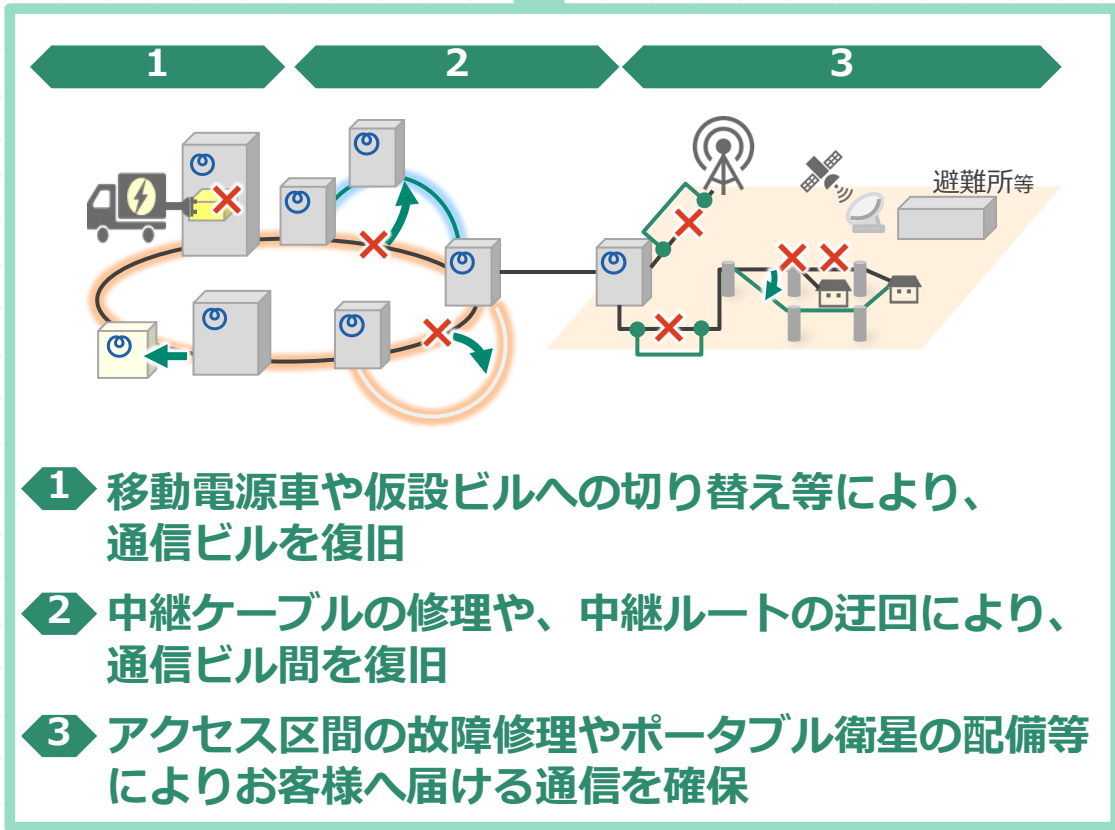 1
2
3
避難所等
1 移動電源車や仮設ビルへの切り替え等により、
通信ビルを復旧
2 中継ケーブルの修理や、中継ルートの迂回により、
通信ビル間を復旧
3 アクセス区間の故障修理やポータブル衛星の配備等
によりお客様へ届ける通信を確保